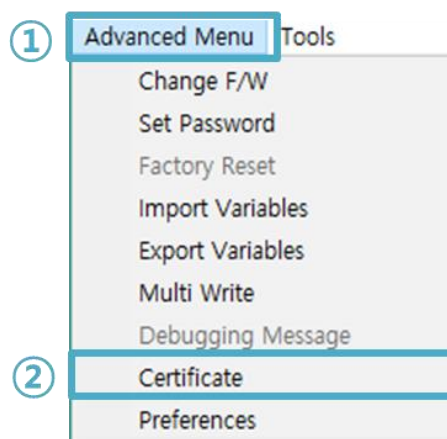 ① Advanced Menu Tools
Change F/W
Set Password
Factory Reset
Import Variables
Export Variables
Multi Write
Debugging Message
② Certificate
Preferences